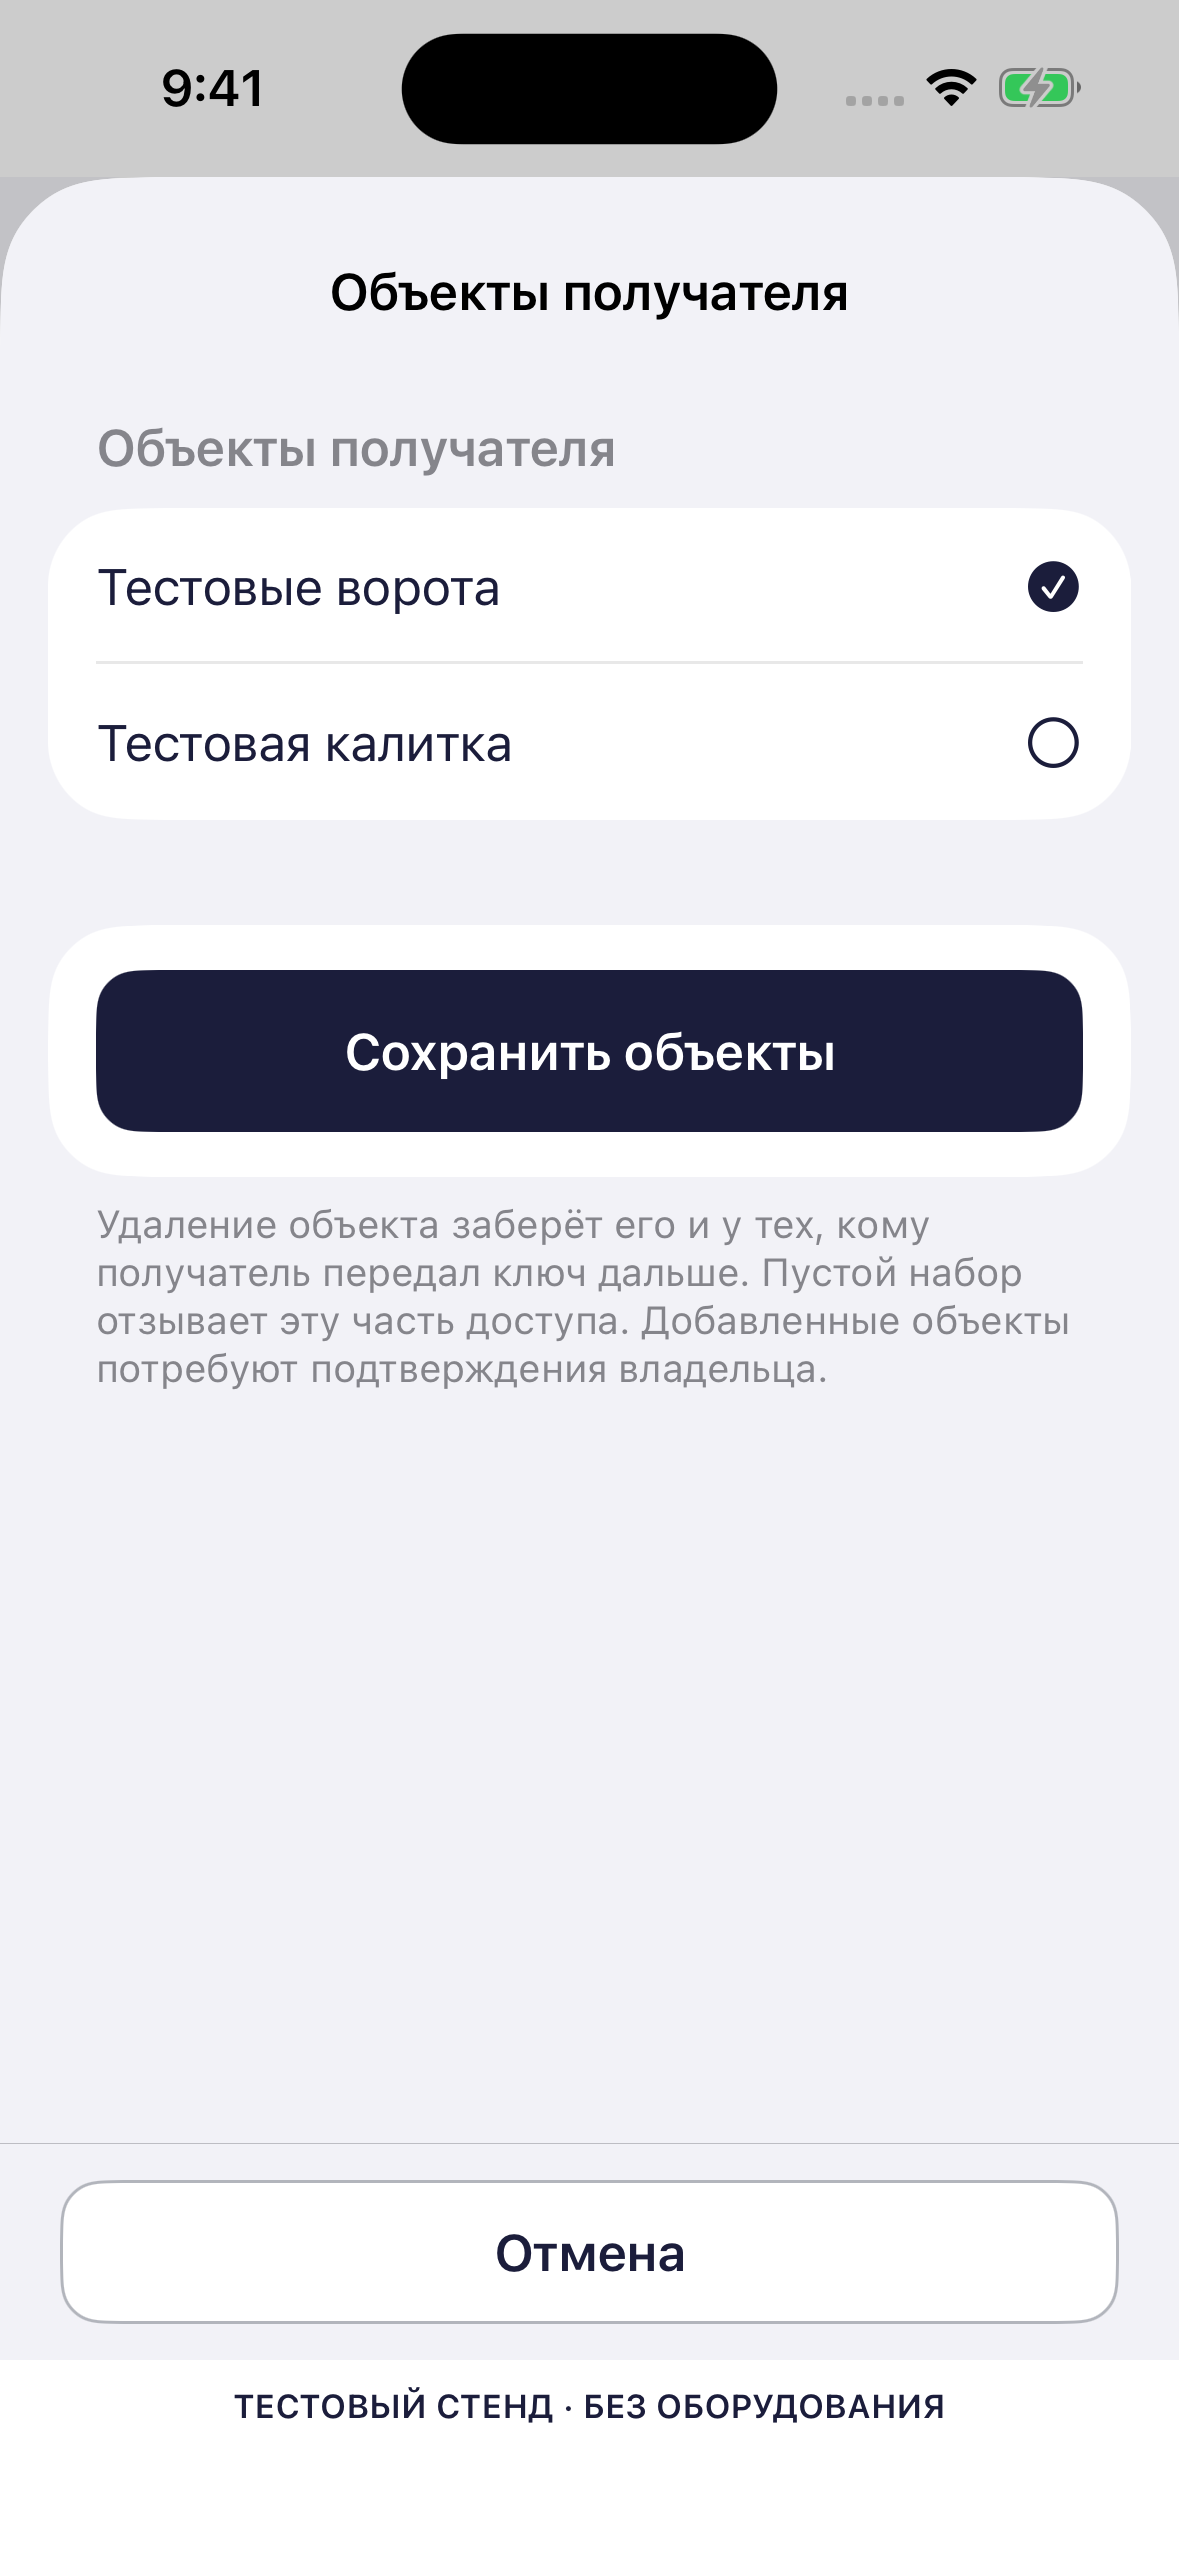 9:41
Объекты получателя
Объекты получателя
Тестовые ворота
Тестовая калитка
Сохранить объекты
Удаление объекта заберёт его и у тех, кому
получатель передал ключ дальше. Пустой набор
отзывает эту часть доступа. Добавленные объекты
потребуют подтверждения владельца.
Отмена
ТЕСТОВЫЙ СТЕНД · БЕЗ ОБОРУДОВАНИЯ